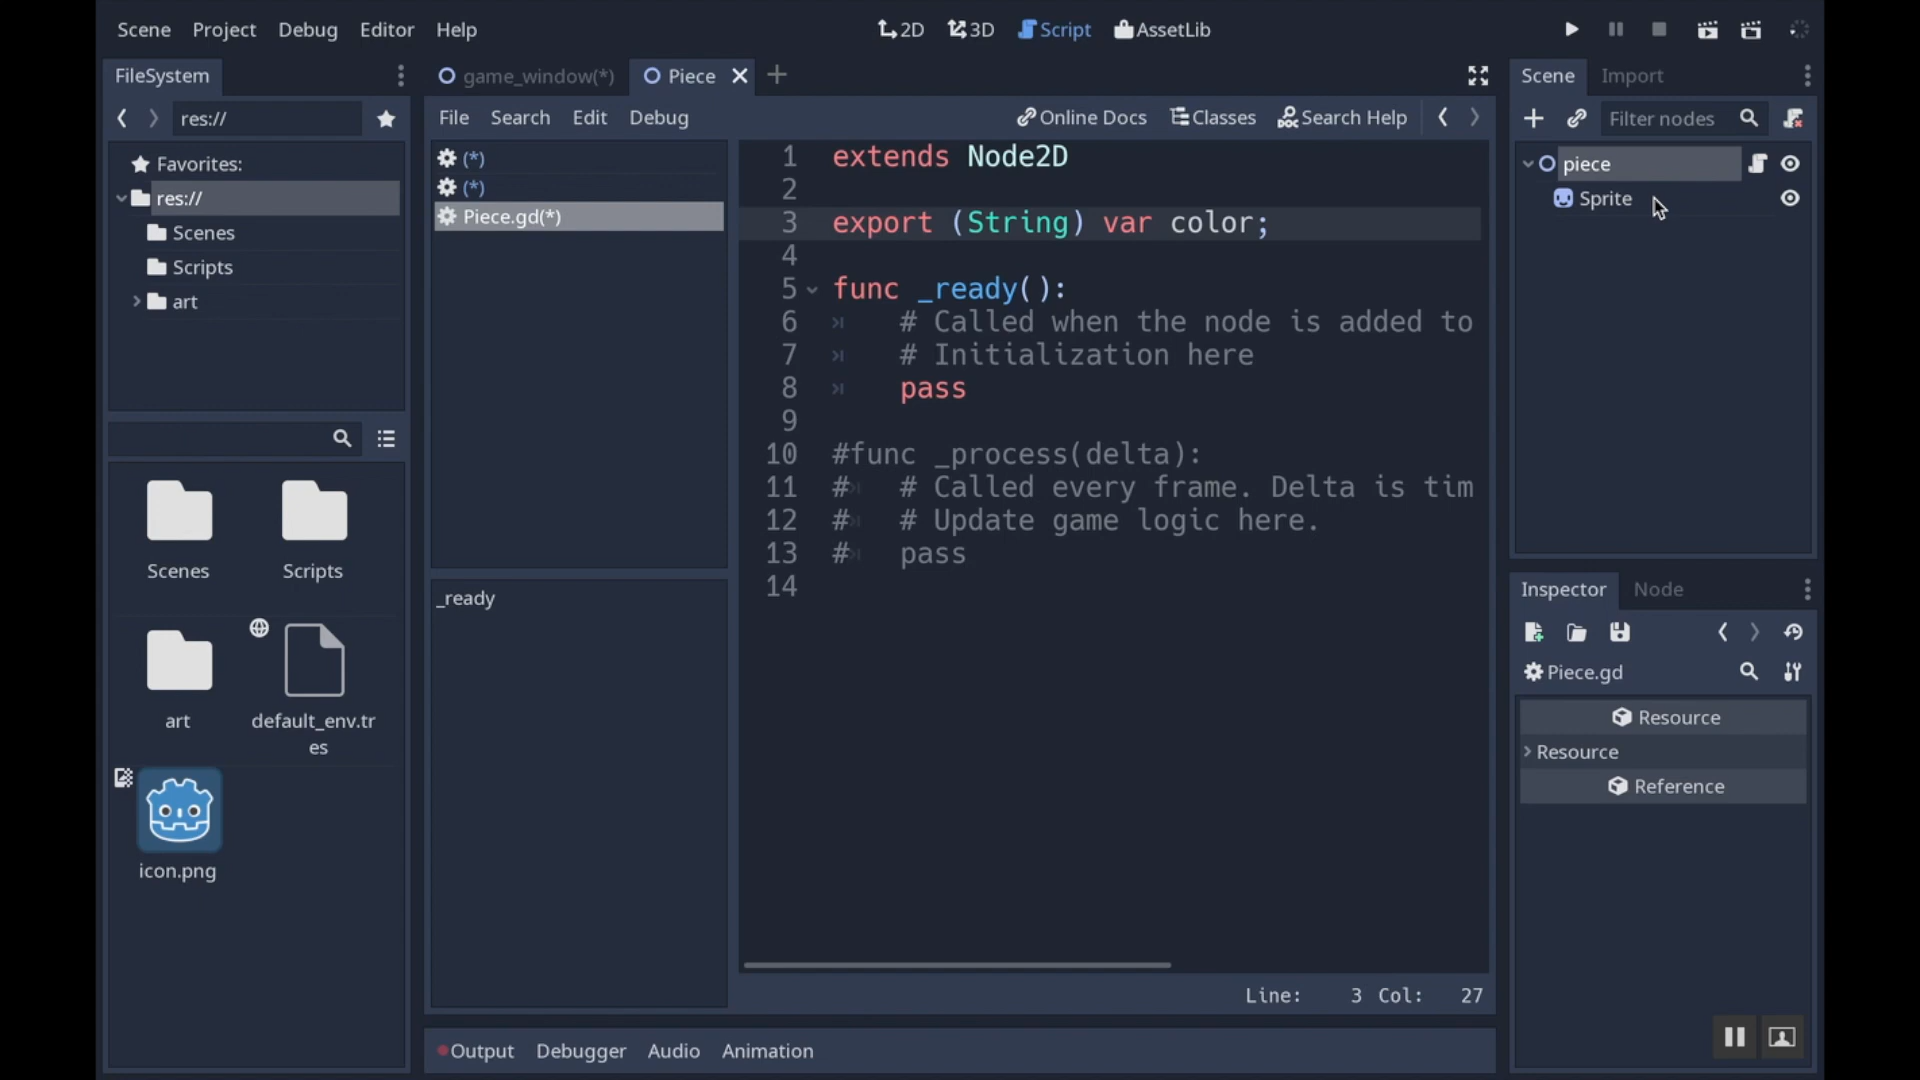 Scene Project Debug Editor Help
2D 3D Script AssetLib
FileSystem
res://
Favorites:
res://
Scenes
Scripts
art
Scenes
Scripts
art
default_env.tr
es
icon.png
game_window(*)
Piece
File Search Edit Debug
Online Docs Classes Search Help
(*)
(*)
Piece.gd(*)
_ready
1 extends Node2D
2
3 export (String) var color;
4
5 func _ready():
6 # Called when the node is added to
7 # Initialization here
8 pass
9
10 #func _process(delta):
11 # # Called every frame. Delta is tim
12 # # Update game logic here.
13 # pass
14
Line: 3 Col: 27
Output Debugger Audio Animation
Scene Import
Filter nodes
piece
Sprite
Inspector Node
Piece.gd
Resource
Resource
Reference